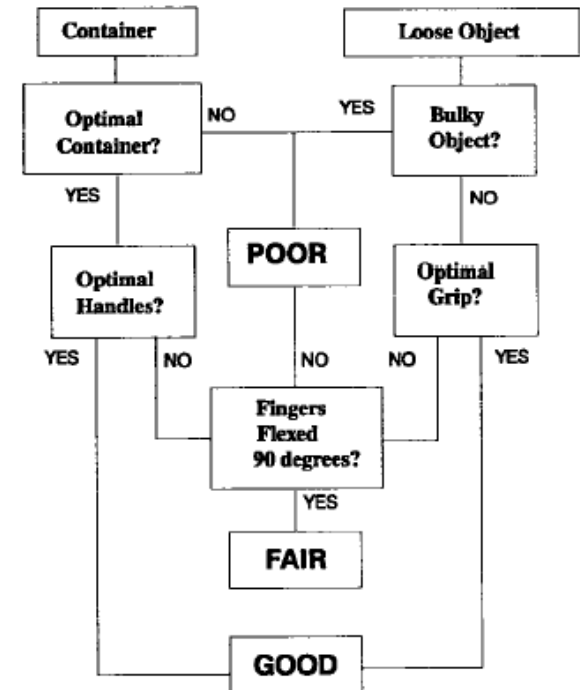 Container
Loose Object
Optimal
Container?
NO
YES
Bulky
Object?
YES
NO
POOR
Optimal
Handles?
Optimal
Grip?
YES
NO
NO
NO
YES
Fingers
Flexed
90 degrees?
YES
FAIR
GOOD